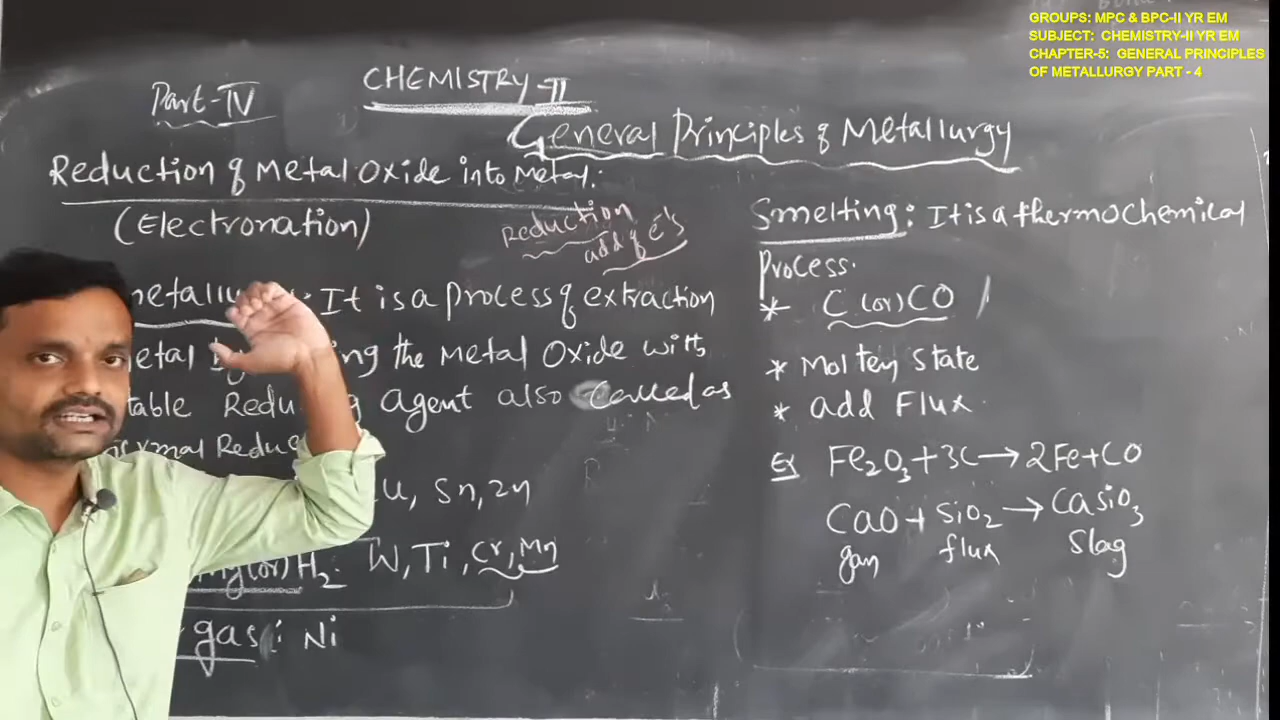 GROUPS: MPC & BPC-II YR EM
SUBJECT: CHEMISTRY-II YR EM
CHAPTER-5: GENERAL PRINCIPLES
OF METALLURGY PART - 4
Part-IV
CHEMISTRY-II
General Principles of Metallurgy
Reduction of Metal Oxide into Metal:
(Electronation)
Reduction
add of e's
It is a process of extraction
the Metal Oxide with
Agent also called as
Sn, Zn
(or) H2: W, Ti, Cr, Mn
gas: Ni
Smelting: It is a thermochemical
Process.
* C (or) CO
* Molten State
* add Flux.
Ex Fe2O3+3C→2Fe+CO
CaO+SiO2→CaSiO3
gan flux Slag